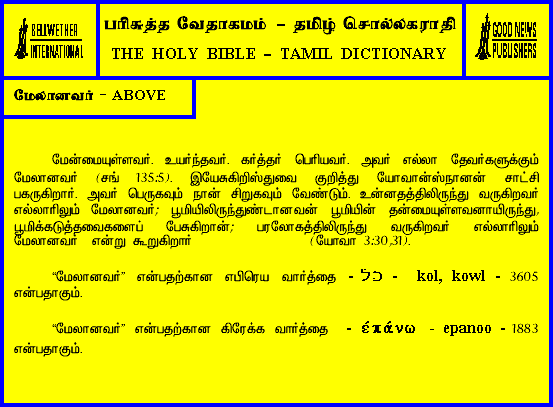 BELLWETHER
INTERNATIONAL
பரிசுத்த வேதாகமம் - தமிழ் சொல்லகராதி
THE HOLY BIBLE - TAMIL DICTIONARY
GOOD NEWS
PUBLISHERS
மேலானவர் - ABOVE
மேன்மையுள்ளவர். உயர்ந்தவர். கர்த்தர் பெரியவர். அவர் எல்லா தேவர்களுக்கும்
மேலானவர் (சங் 135:5). இயேசுகிறிஸ்துவை குறித்து யோவான்ஸ்நானன் சாட்சி
பகருகிறார். அவர் பெருகவும் நான் சிறுகவும் வேண்டும். உன்னதத்திலிருந்து வருகிறவர்
எல்லாரிலும் மேலானவர்; பூமியிலிருந்துண்டானவன் பூமியின் தன்மையுள்ளவனாயிருந்து,
பூமிக்கடுத்தவைகளைப் பேசுகிறான்; பரலோகத்திலிருந்து வருகிறவர் எல்லாரிலும்
மேலானவர் என்று கூறுகிறார் (யோவா 3:30,31).
“மேலானவர்” என்பதற்கான எபிரெய வார்த்தை - כל - kol, kowl - 3605
என்பதாகும்.
“மேலானவர்” என்பதற்கான கிரேக்க வார்த்தை - ἐπάνω - epanoo - 1883
என்பதாகும்.